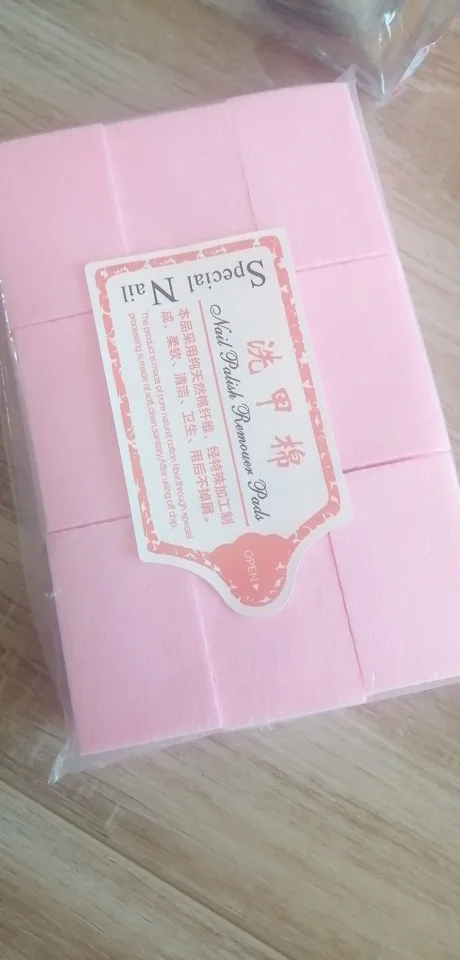 Special Nail
洗甲棉
Nail Palish Remouer Pads
本品采用纯天然棉纤维，经特殊加工制
成，柔软、清洁、卫生、用后不掉屑。
The product is made of pure natural cotton fiber,through special
processing is made of soft,clean,sanitary,After using off chip.
OPEN